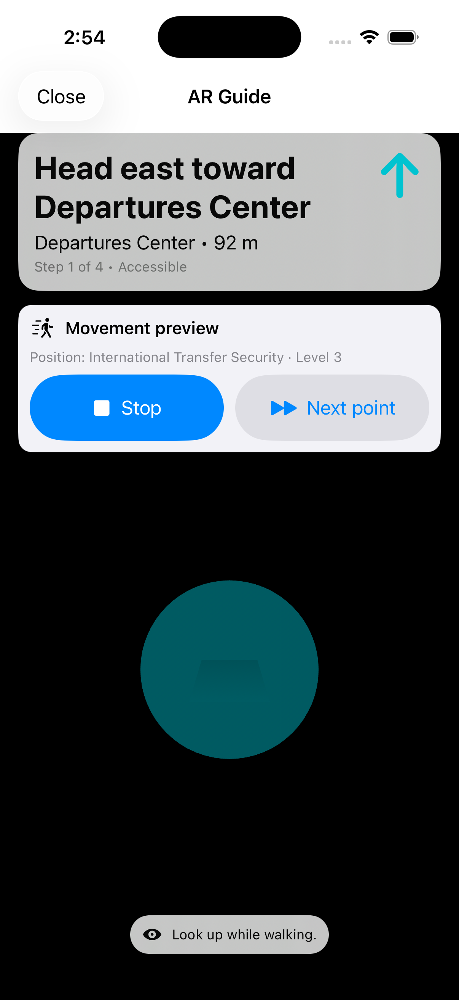 2:54
Close
AR Guide
Head east toward
Departures Center
Departures Center • 92 m
Step 1 of 4 • Accessible
Movement preview
Position: International Transfer Security · Level 3
Stop
Next point
Look up while walking.